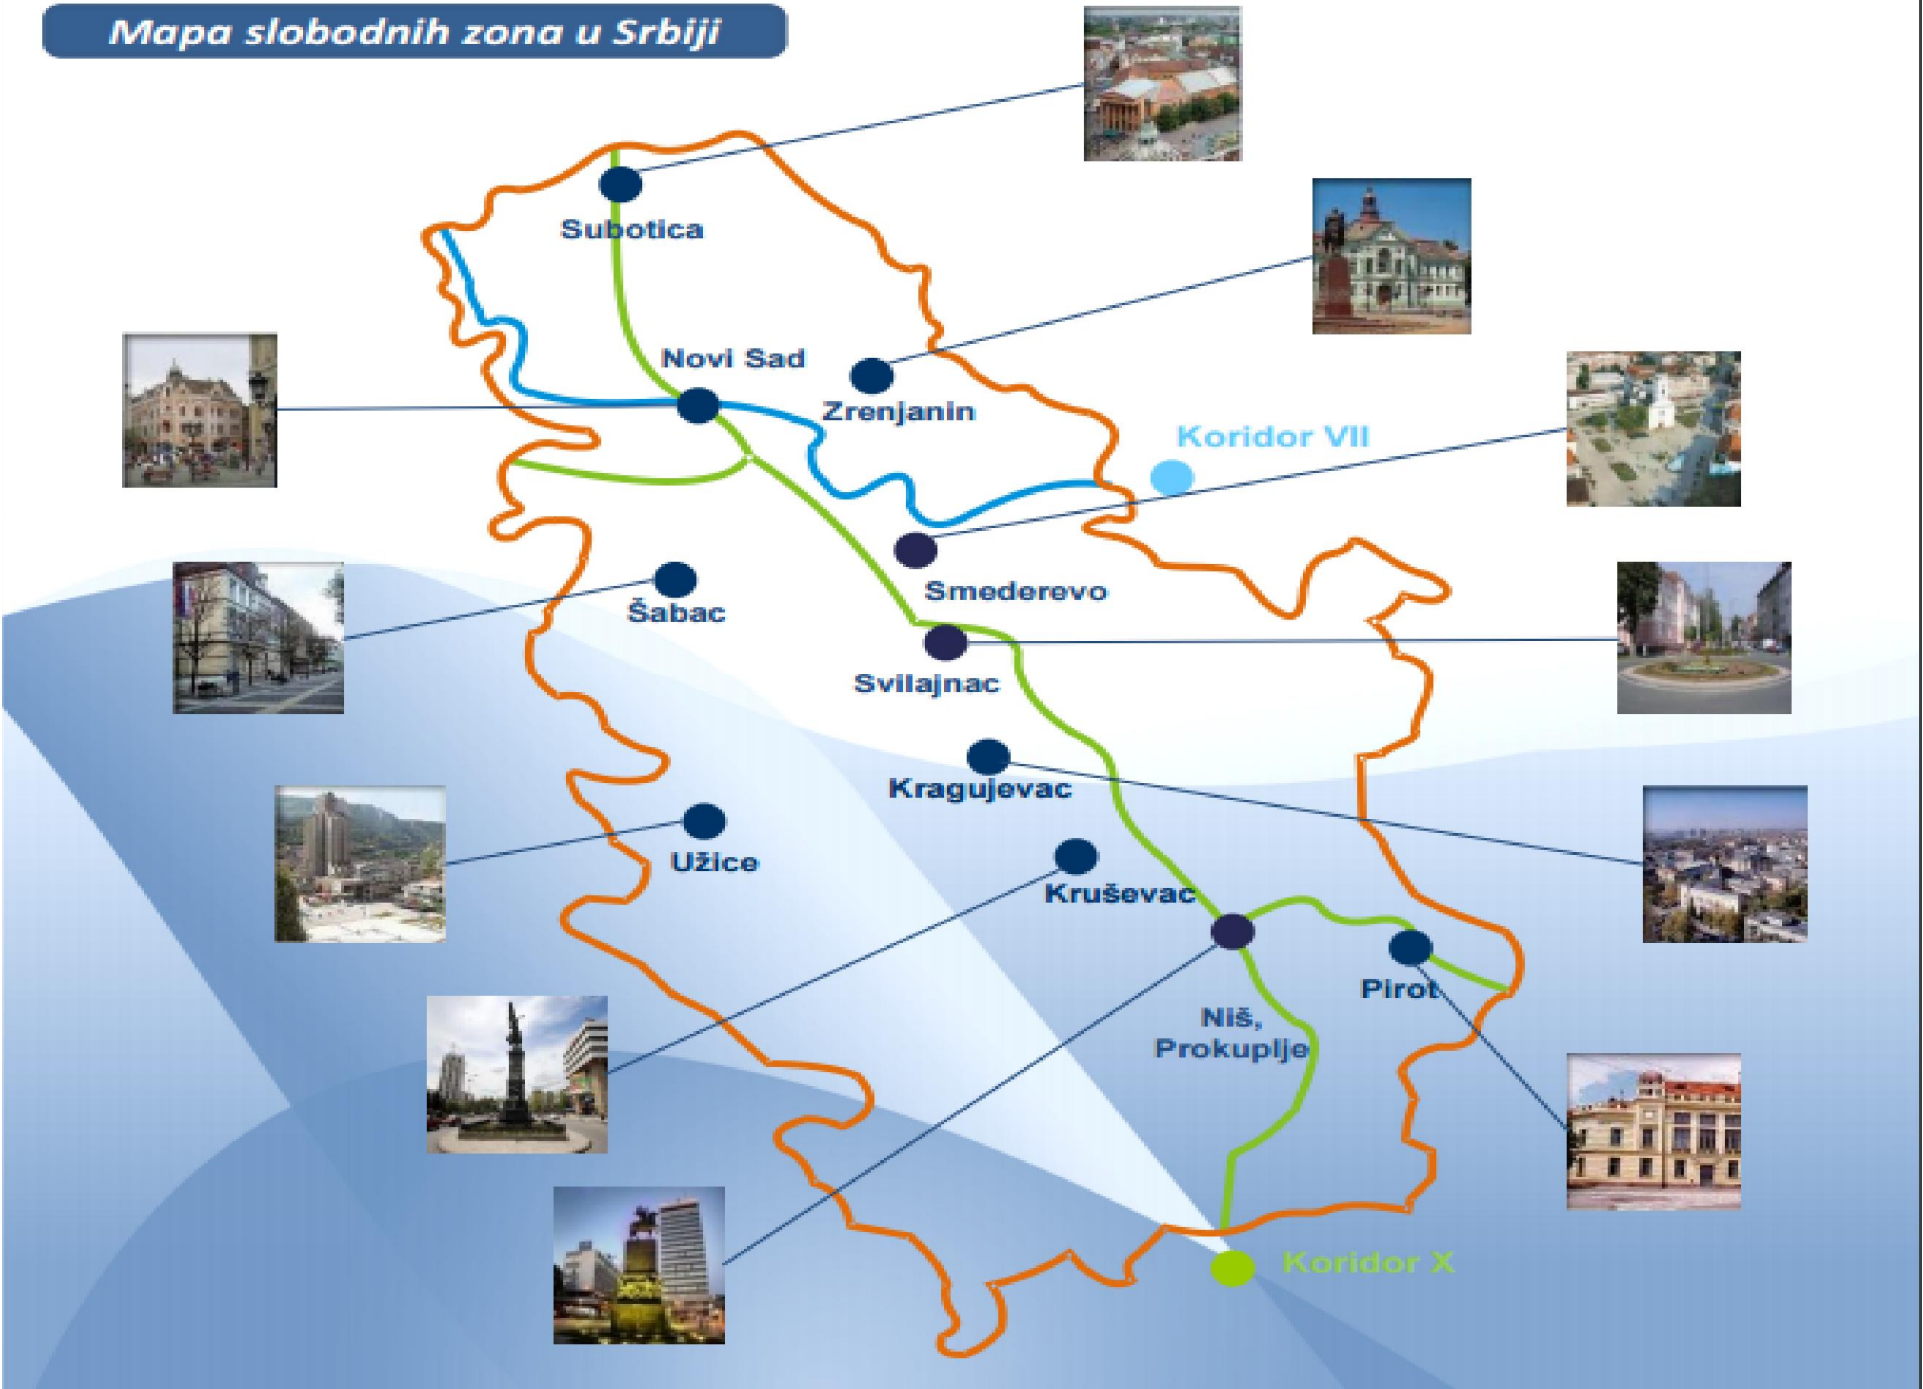 Mapa slobodnih zona u Srbiji
Subotica
Novi Sad
Zrenjanin
Koridor VII
Smederevo
Šabac
Svilajnac
Kragujevac
Užice
Kruševac
Pirot
Niš,
Prokuplje
Koridor X